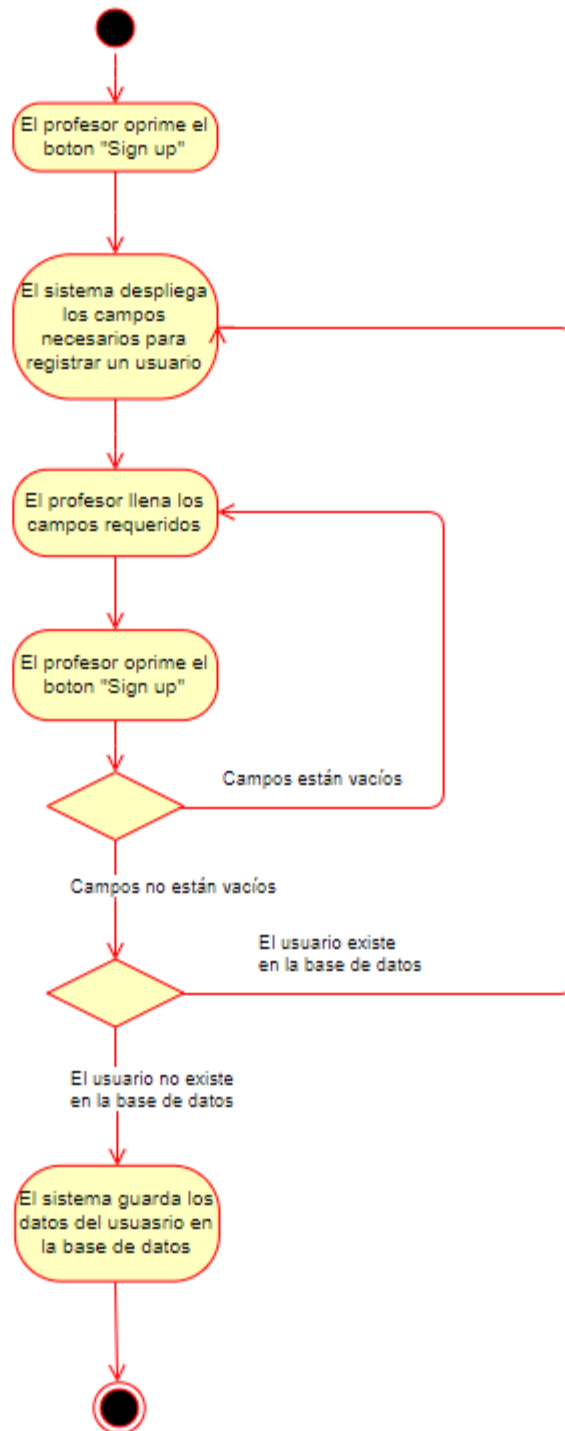 El profesor oprime el
boton "Sign up"
El sistema despliega
los campos
necesarios para
registrar un usuario
El profesor llena los
campos requeridos
El profesor oprime el
boton "Sign up"
Campos están vacíos
Campos no están vacíos
El usuario existe
en la base de datos
El usuario no existe
en la base de datos
El sistema guarda los
datos del usuasrio en
la base de datos